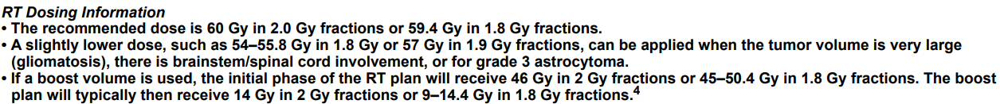 RT Dosing Information
• The recommended dose is 60 Gy in 2.0 Gy fractions or 59.4 Gy in 1.8 Gy fractions.
• A slightly lower dose, such as 54–55.8 Gy in 1.8 Gy or 57 Gy in 1.9 Gy fractions, can be applied when the tumor volume is very large
(gliomatosis), there is brainstem/spinal cord involvement, or for grade 3 astrocytoma.
• If a boost volume is used, the initial phase of the RT plan will receive 46 Gy in 2 Gy fractions or 45–50.4 Gy in 1.8 Gy fractions. The boost
plan will typically then receive 14 Gy in 2 Gy fractions or 9–14.4 Gy in 1.8 Gy fractions.4